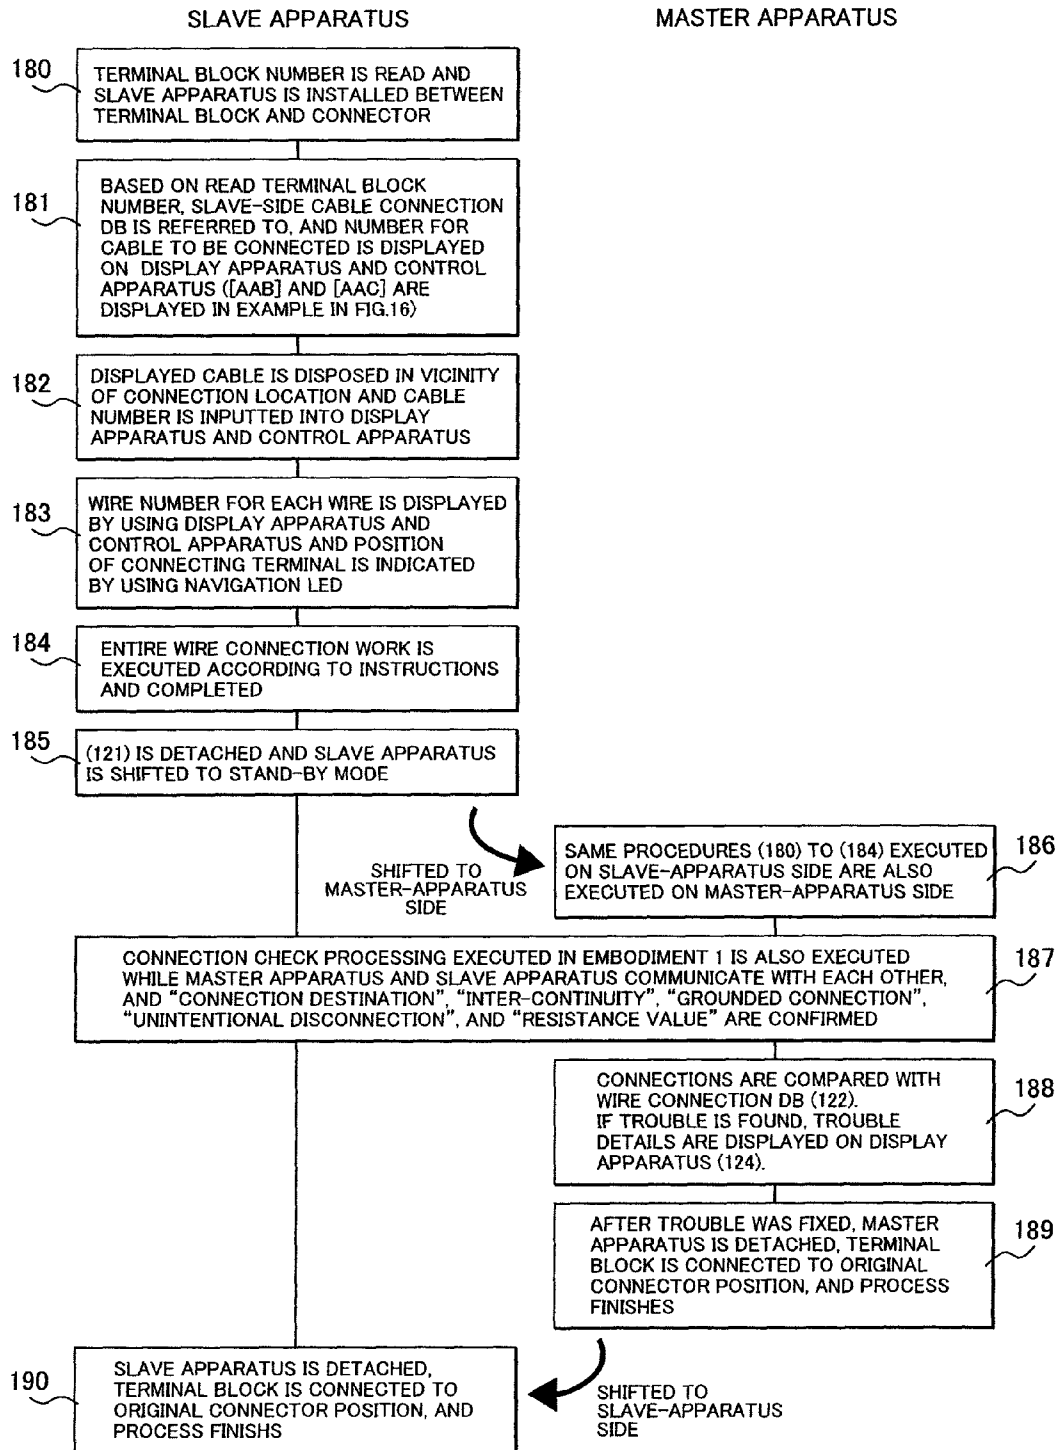 SLAVE APPARATUS
MASTER APPARATUS
180
TERMINAL BLOCK NUMBER IS READ AND
SLAVE APPARATUS IS INSTALLED BETWEEN
TERMINAL BLOCK AND CONNECTOR
181
BASED ON READ TERMINAL BLOCK
NUMBER, SLAVE-SIDE CABLE CONNECTION
DB IS REFERRED TO, AND NUMBER FOR
CABLE TO BE CONNECTED IS DISPLAYED
ON DISPLAY APPARATUS AND CONTROL
APPARATUS ([AAB] AND [AAC] ARE
DISPLAYED IN EXAMPLE IN FIG.16)
182
DISPLAYED CABLE IS DISPOSED IN VICINITY
OF CONNECTION LOCATION AND CABLE
NUMBER IS INPUTTED INTO DISPLAY
APPARATUS AND CONTROL APPARATUS
183
WIRE NUMBER FOR EACH WIRE IS DISPLAYED
BY USING DISPLAY APPARATUS AND
CONTROL APPARATUS AND POSITION
OF CONNECTING TERMINAL IS INDICATED
BY USING NAVIGATION LED
184
ENTIRE WIRE CONNECTION WORK IS
EXECUTED ACCORDING TO INSTRUCTIONS
AND COMPLETED
185
(121) IS DETACHED AND SLAVE APPARATUS
IS SHIFTED TO STAND-BY MODE
SHIFTED TO
MASTER-APPARATUS
SIDE
186
SAME PROCEDURES (180) TO (184) EXECUTED
ON SLAVE-APPARATUS SIDE ARE ALSO
EXECUTED ON MASTER-APPARATUS SIDE
187
CONNECTION CHECK PROCESSING EXECUTED IN EMBODIMENT 1 IS ALSO EXECUTED
WHILE MASTER APPARATUS AND SLAVE APPARATUS COMMUNICATE WITH EACH OTHER,
AND “CONNECTION DESTINATION”, “INTER-CONTINUITY”, “GROUNDED CONNECTION”,
“UNINTENTIONAL DISCONNECTION”, AND “RESISTANCE VALUE” ARE CONFIRMED
188
CONNECTIONS ARE COMPARED WITH
WIRE CONNECTION DB (122).
IF TROUBLE IS FOUND, TROUBLE
DETAILS ARE DISPLAYED ON DISPLAY
APPARATUS (124).
189
AFTER TROUBLE WAS FIXED, MASTER
APPARATUS IS DETACHED, TERMINAL
BLOCK IS CONNECTED TO ORIGINAL
CONNECTOR POSITION, AND PROCESS
FINISHES
190
SLAVE APPARATUS IS DETACHED,
TERMINAL BLOCK IS CONNECTED TO
ORIGINAL CONNECTOR POSITION, AND
PROCESS FINISHS
SHIFTED TO
SLAVE-APPARATUS
SIDE